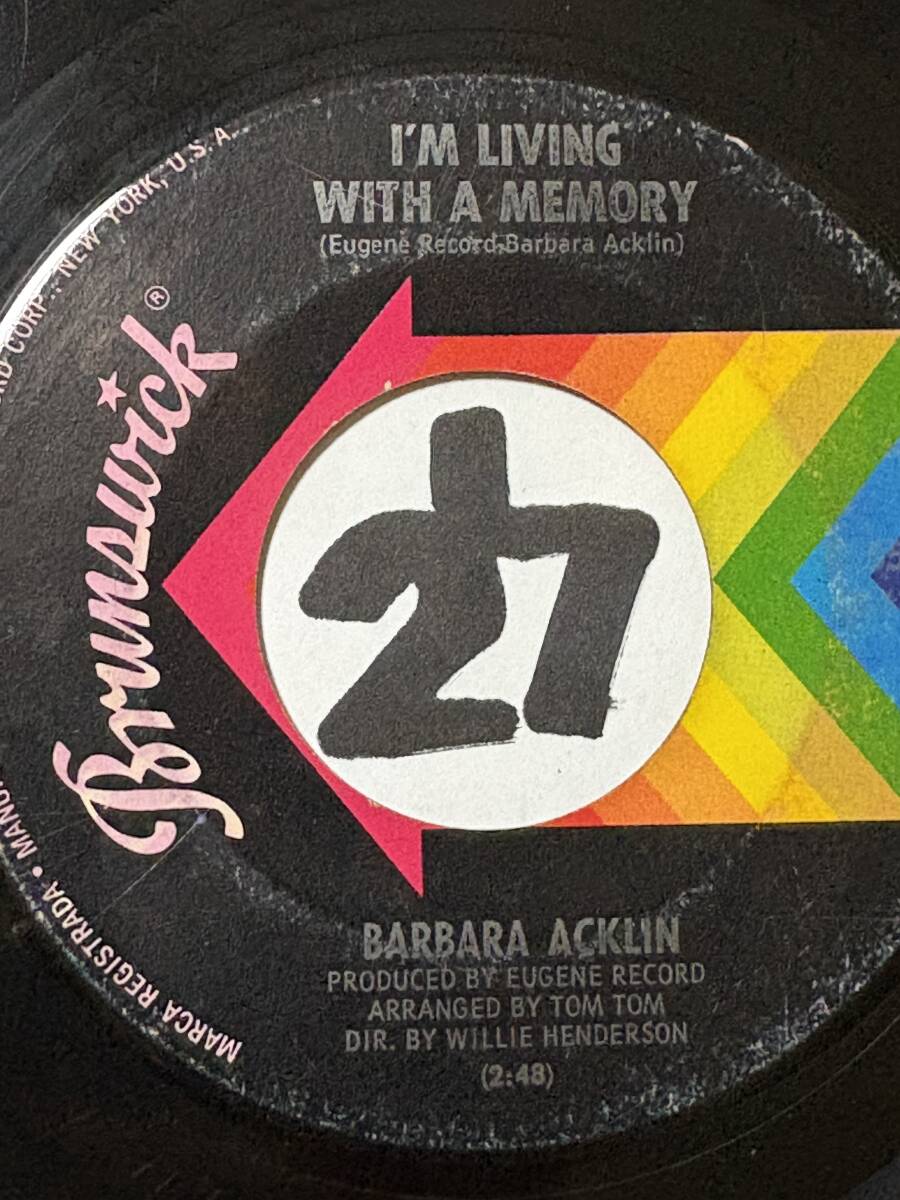 I'M LIVING
WITH A MEMORY
(Eugene Record-Barbara Acklin)
Brunswick®
CORP., NEW YORK, U.S.A.
MARCA REGISTRADA •
27
BARBARA ACKLIN
PRODUCED BY EUGENE RECORD
ARRANGED BY TOM TOM
DIR. BY WILLIE HENDERSON
(2:48)